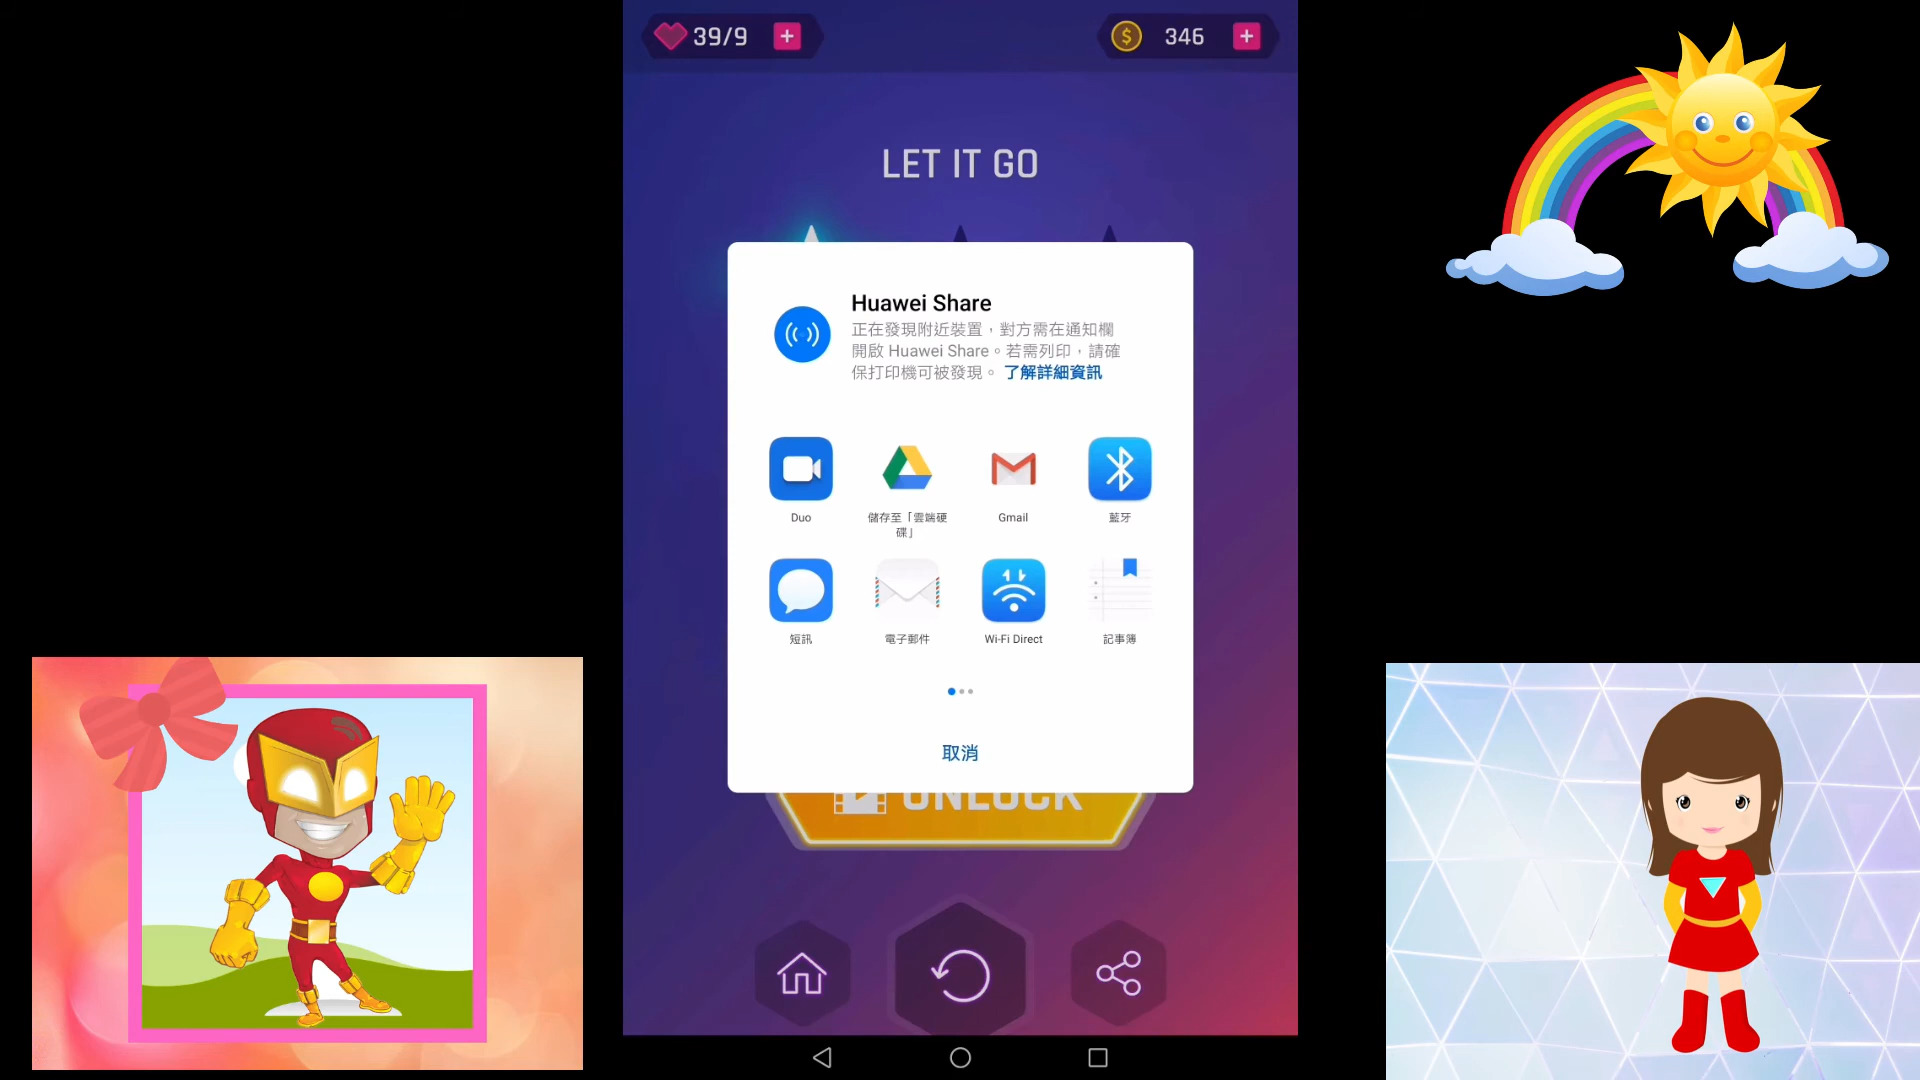 39/9
346
LET IT GO
Huawei Share
正在發現附近裝置,對方需在通知欄
開啟 Huawei Share。若需列印,請確
保打印機可被發現。 了解詳細資訊
Duo
儲存至「雲端硬
碟」
Gmail
藍牙
短訊
電子郵件
Wi-Fi Direct
記事簿
取消
UNLOCK